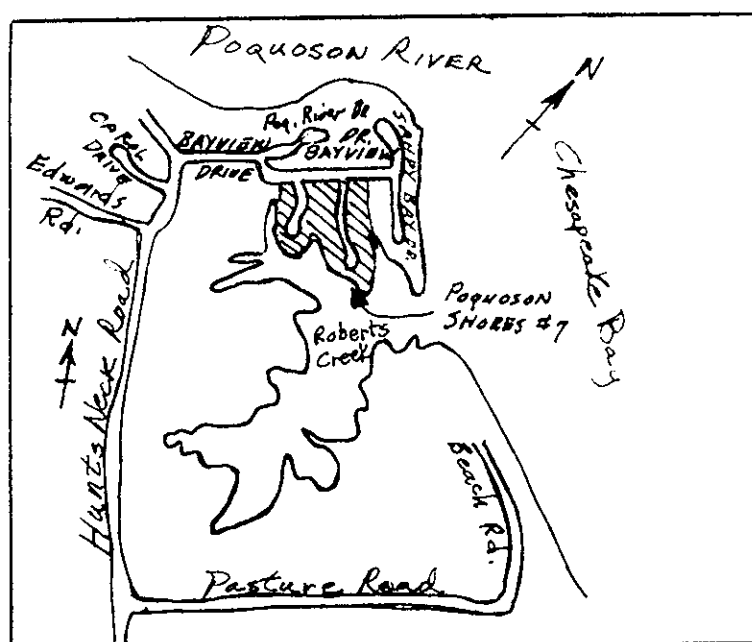 POQUOSON RIVER
N
CAROL
DRIVE
Edwards
Rd.
BAYVIEW
DRIVE
Poq. River Dr
DR.
BAYVIEW
SANDY BAY DR.
Chesapeake Bay
N
Hunts Neck Road
POQUOSON
SHORES #7
Roberts
Creek
Beach Rd.
Pasture Road